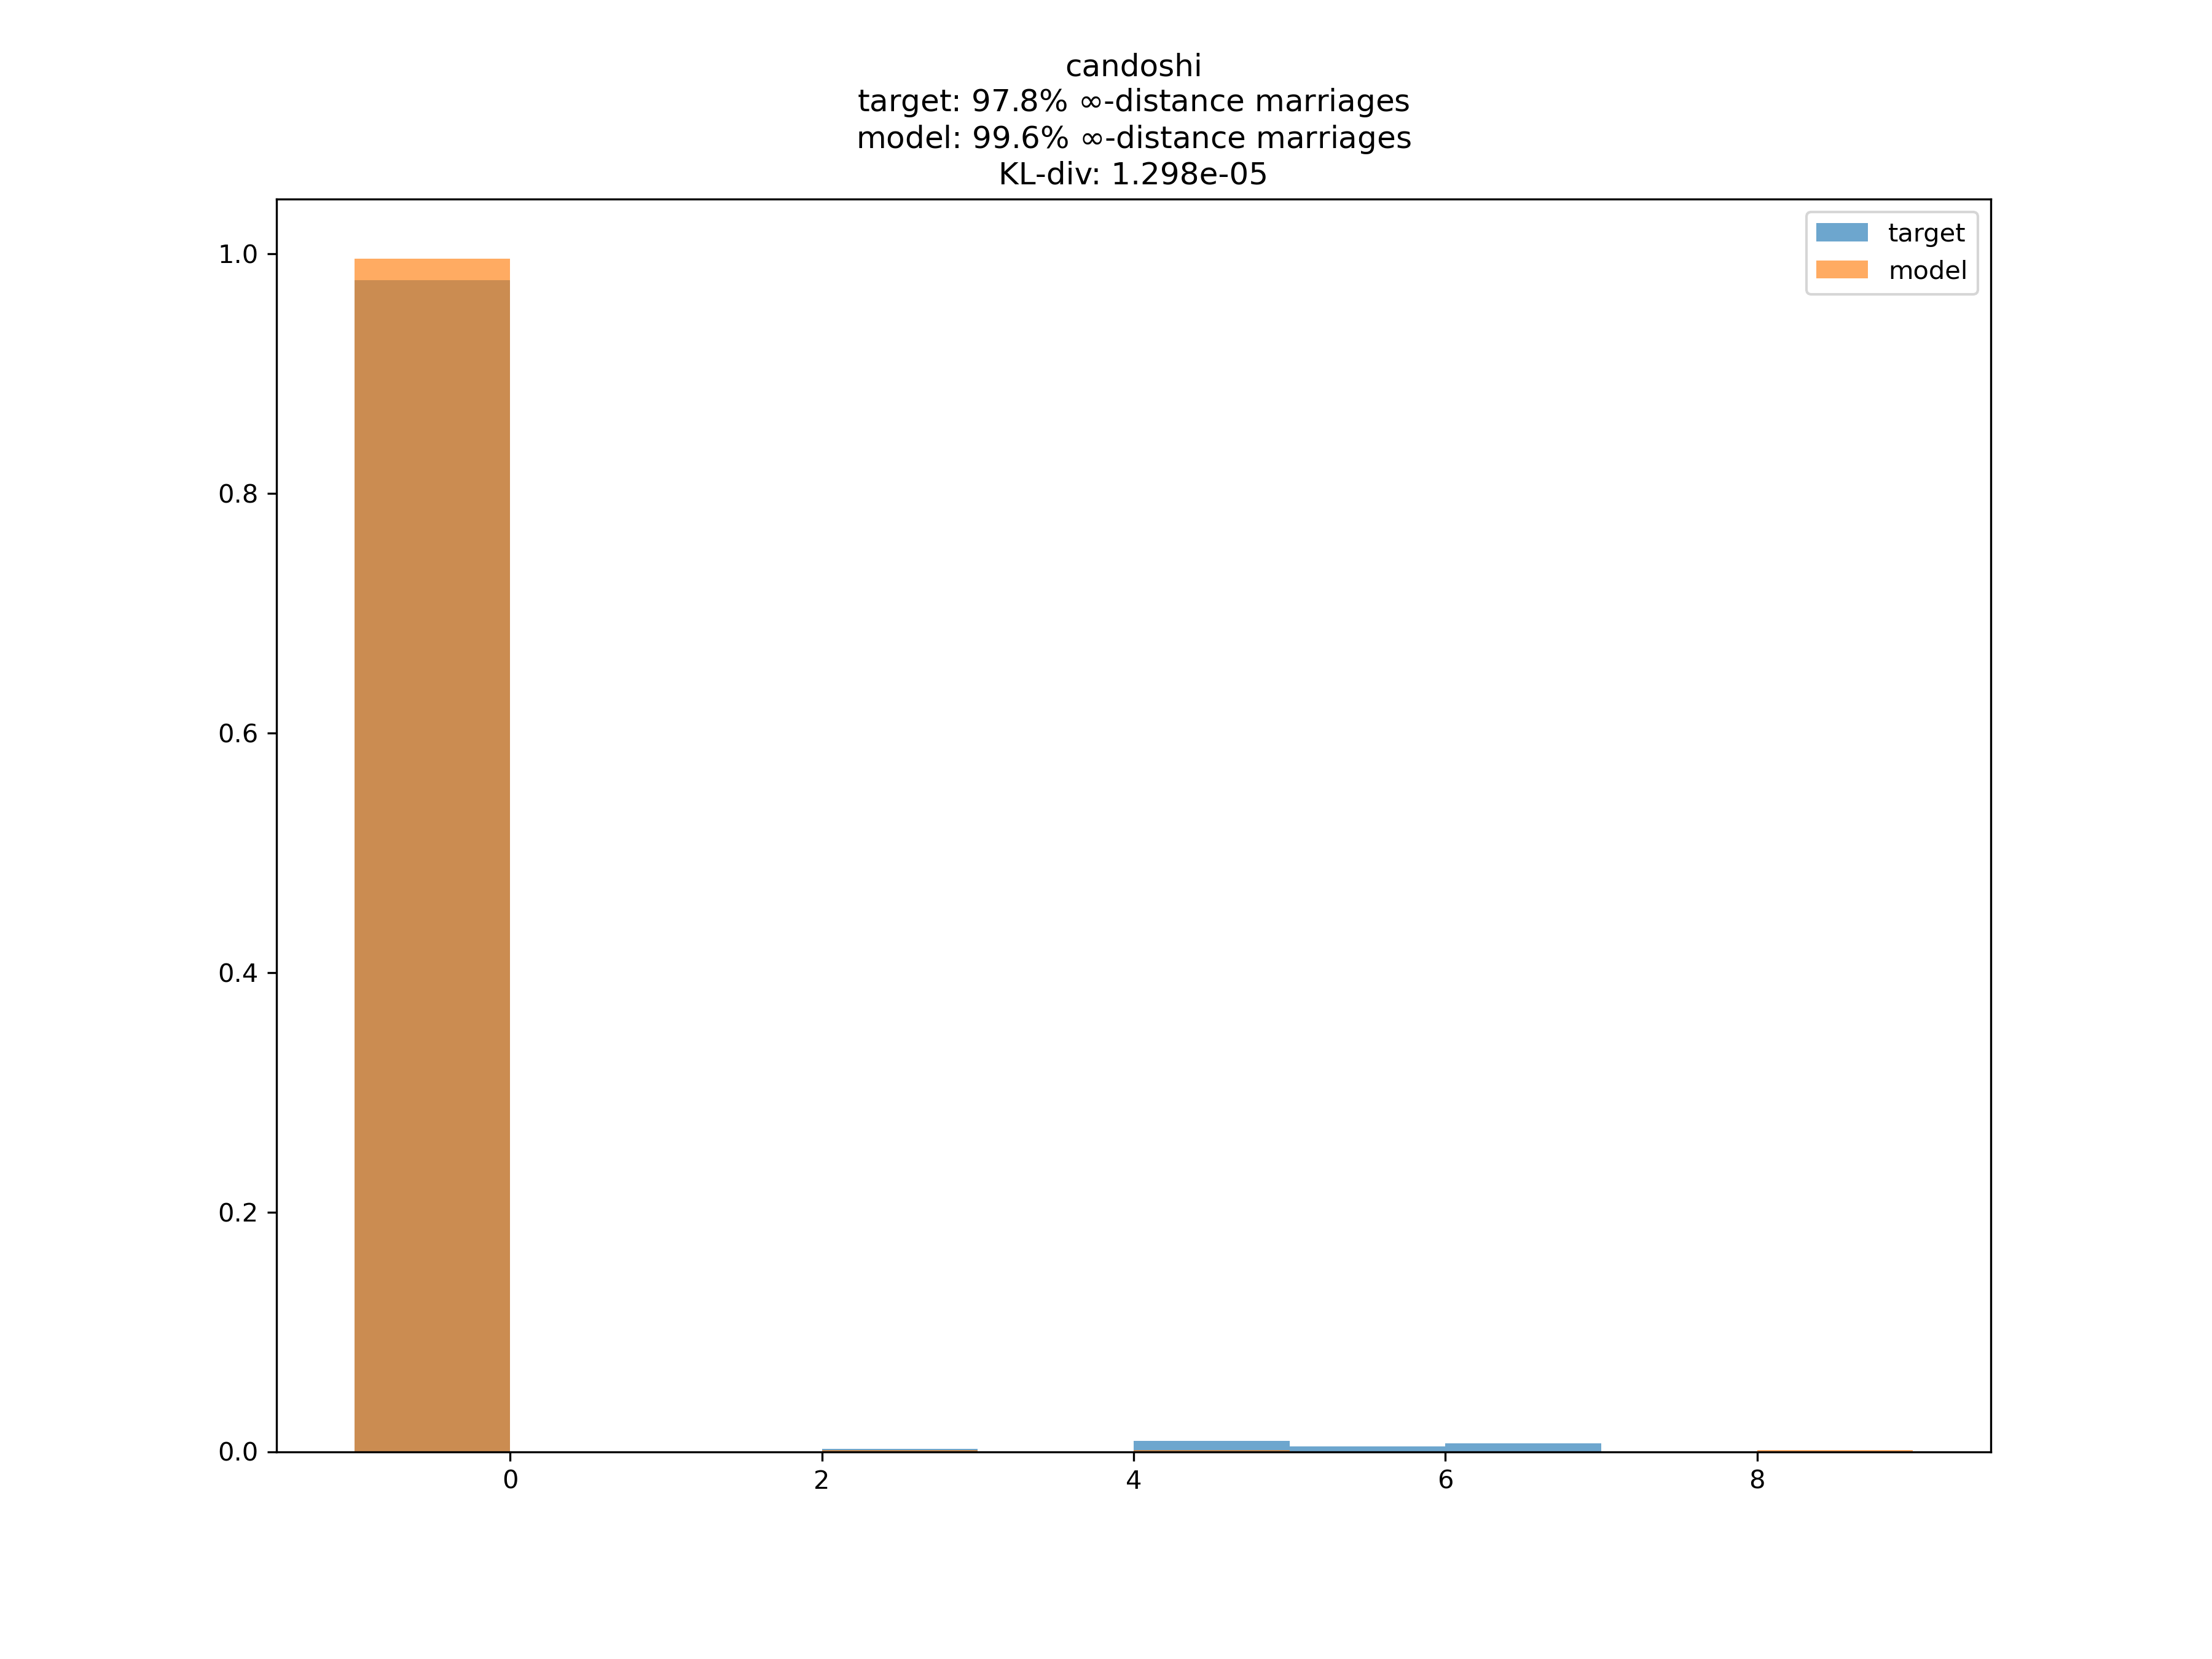 candoshi
target: 97.8% ∞-distance marriages
model: 99.6% ∞-distance marriages
KL-div: 1.298e-05
target
model
1.0
0.8
0.6
0.4
0.2
0.0
0 2 4 6 8